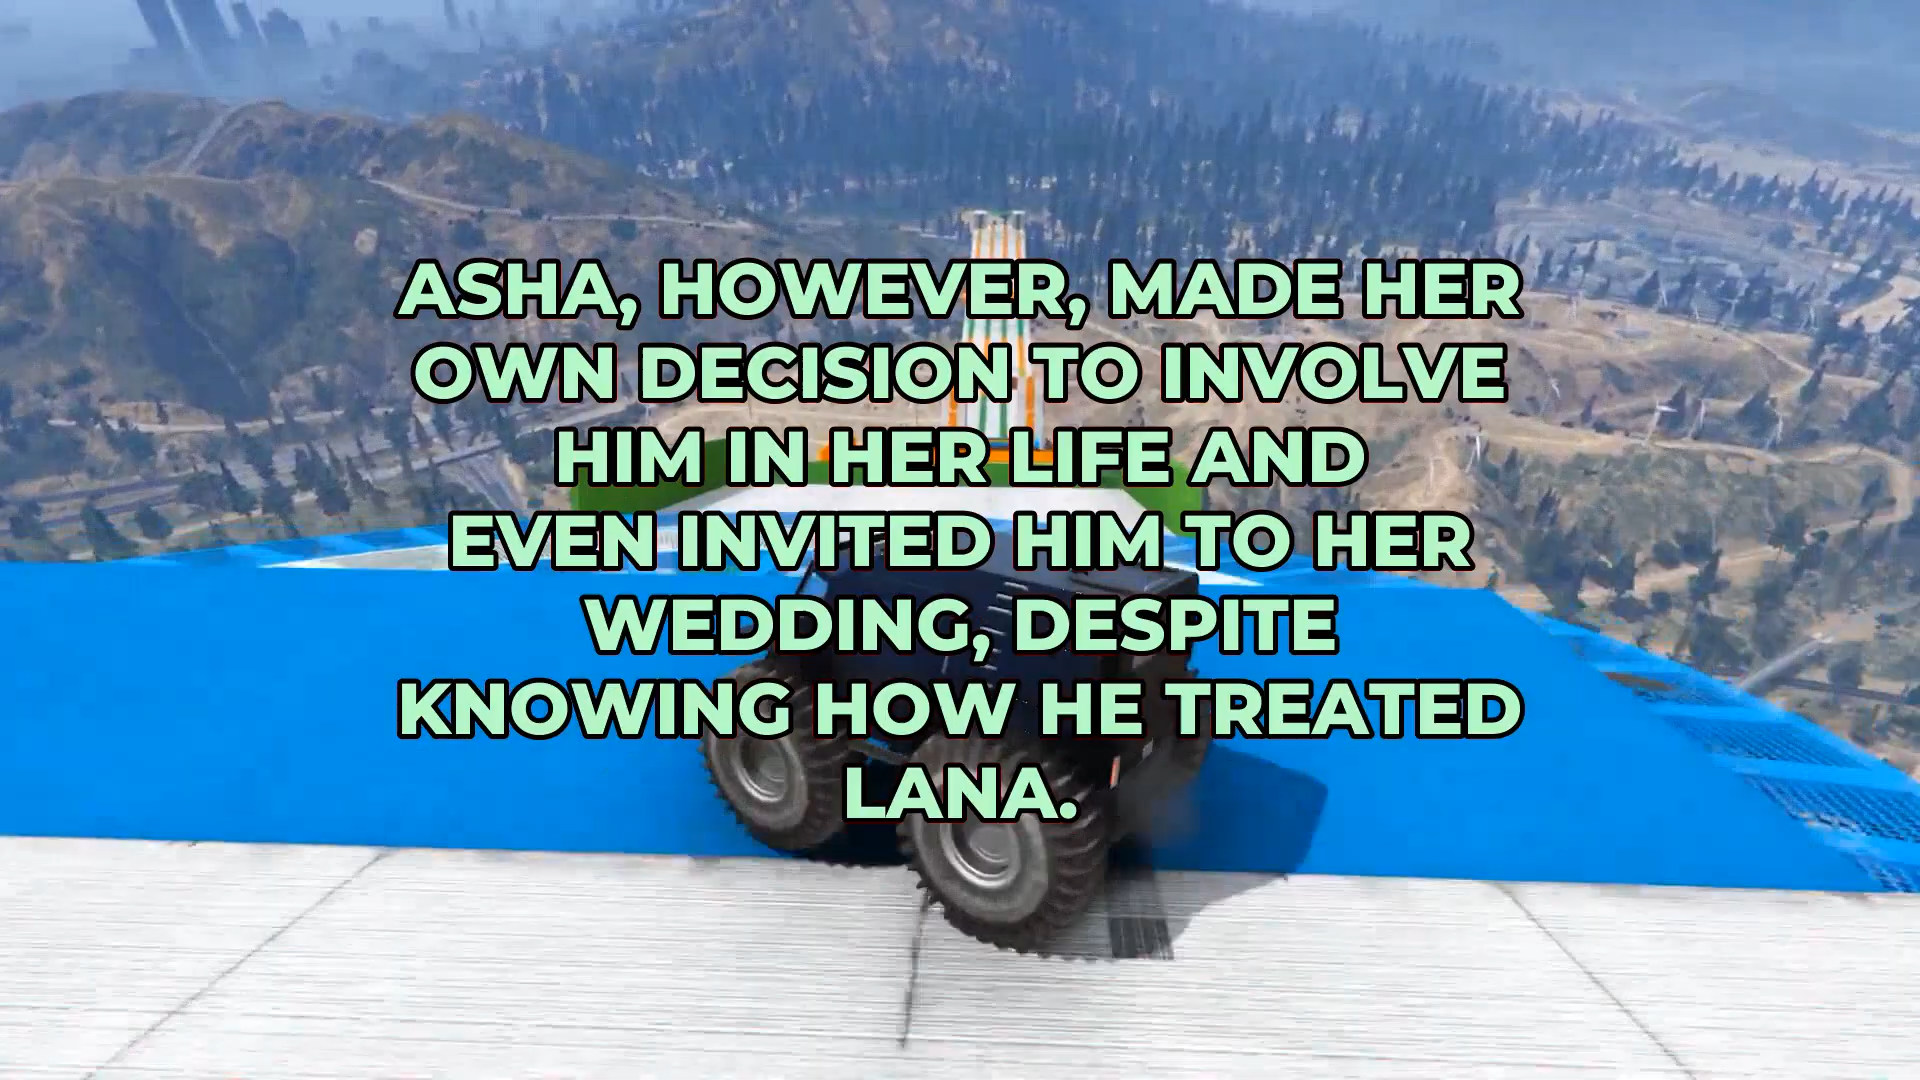 ASHA, HOWEVER, MADE HER
OWN DECISION TO INVOLVE
HIM IN HER LIFE AND
EVEN INVITED HIM TO HER
WEDDING, DESPITE
KNOWING HOW HE TREATED
LANA.